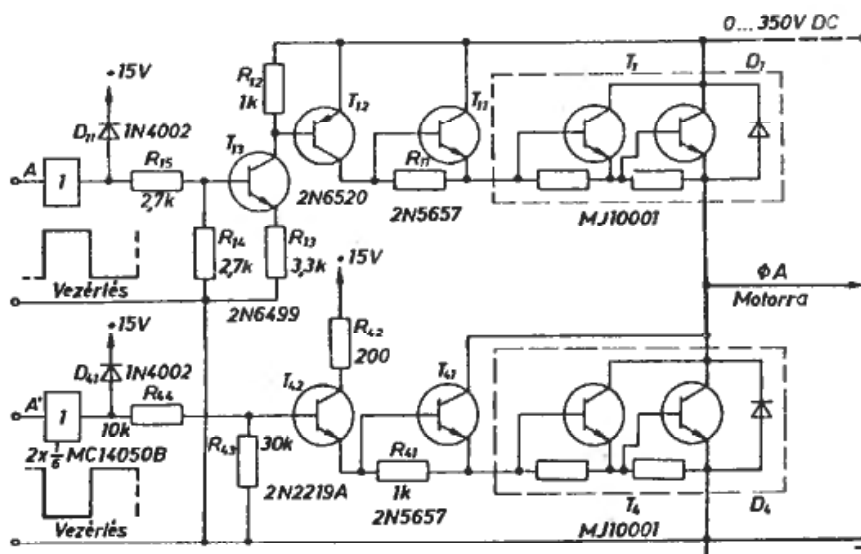 0...350V DC
+15V
R12
1k
T12
T11
T1
D1
D11
1N4002
T13
A
1
R15
2,7k
R11
2N6520
2N5657
MJ10001
R14
2,7k
R13
3,3k
Vezérlés
2N6499
+15V
ΦA
Motorra
+15V
R42
200
D41
1N4002
R44
T42
T41
A'
1
10k
R43
30k
R41
1k
2x 1/6 MC14050B
2N2219A
2N5657
T4
D4
MJ10001
Vezérlés